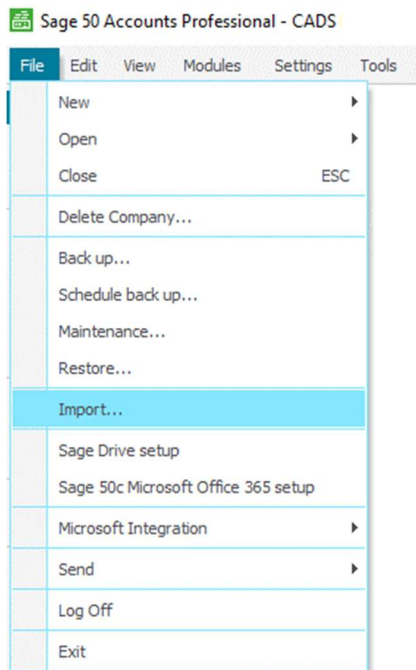 Sage 50 Accounts Professional - CADS
File Edit View Modules Settings Tools
New
Open
Close ESC
Delete Company...
Back up...
Schedule back up...
Maintenance...
Restore...
Import...
Sage Drive setup
Sage 50c Microsoft Office 365 setup
Microsoft Integration
Send
Log Off
Exit